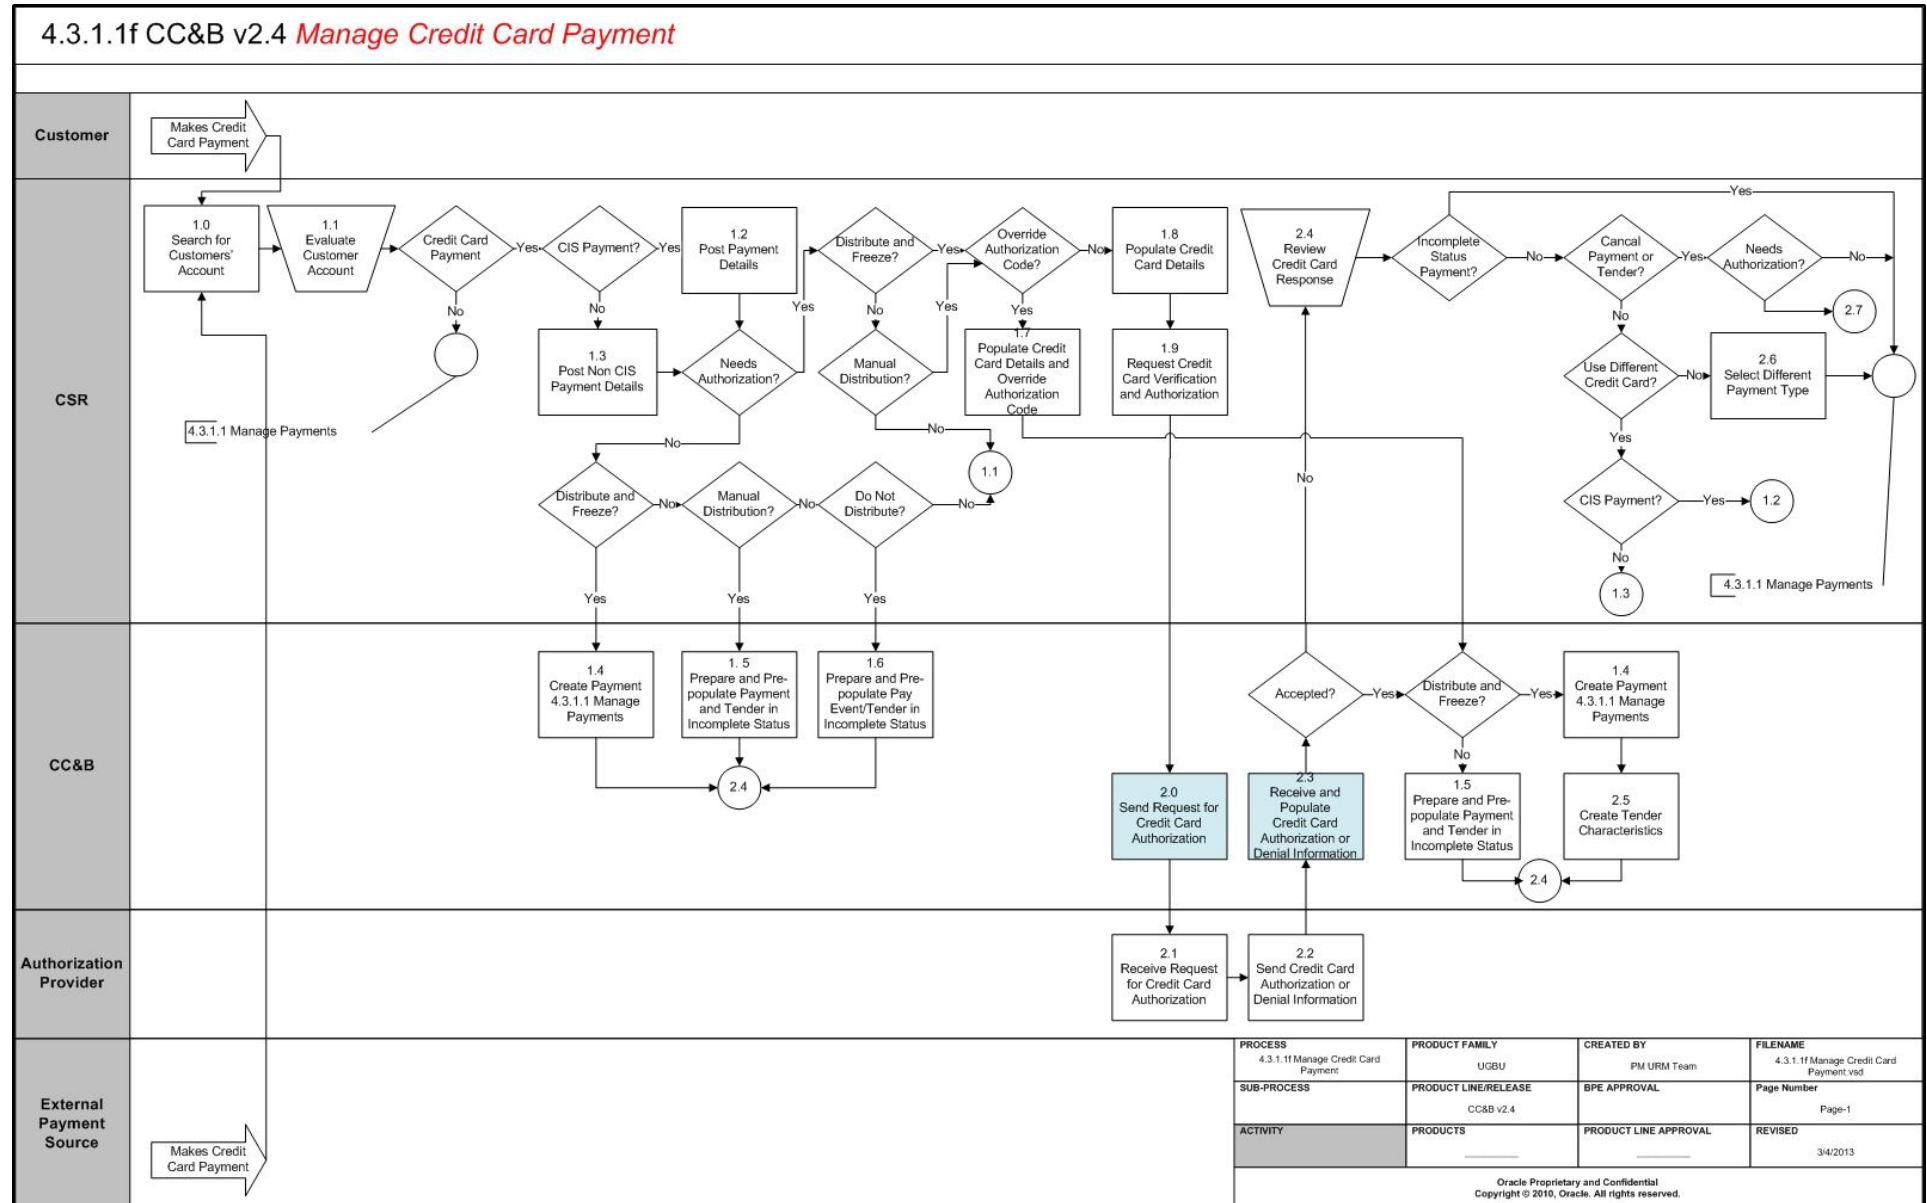 4.3.1.1f CC&B v2.4 Manage Credit Card Payment
Customer
Makes Credit
Card Payment
CSR
1.0
Search for
Customers'
Account
1.1
Evaluate
Customer
Account
Credit Card
Payment
Yes
No
4.3.1.1 Manage Payments
CIS Payment?
Yes
No
1.2
Post Payment
Details
1.3
Post Non CIS
Payment Details
Needs
Authorization?
Yes
No
Distribute and
Freeze?
Yes
No
Manual
Distribution?
Yes
No
1.1
Override
Authorization
Code?
No
Yes
1.7
Populate Credit
Card Details and
Override
Authorization
Code
1.8
Populate Credit
Card Details
1.9
Request Credit
Card Verification
and Authorization
Distribute and
Freeze?
No
Yes
Manual
Distribution?
No
Yes
Do Not
Distribute?
No
Yes
2.4
Review
Credit Card
Response
No
Incomplete
Status
Payment?
Yes
No
Cancal
Payment or
Tender?
Yes
No
Needs
Authorization?
No
2.7
Use Different
Credit Card?
No
Yes
2.6
Select Different
Payment Type
CIS Payment?
Yes
1.2
No
1.3
4.3.1.1 Manage Payments
CC&B
1.4
Create Payment
4.3.1.1 Manage
Payments
1. 5
Prepare and Pre-
populate Payment
and Tender in
Incomplete Status
1.6
Prepare and Pre-
populate Pay
Event/Tender in
Incomplete Status
2.4
2.0
Send Request for
Credit Card
Authorization
2.3
Receive and
Populate
Credit Card
Authorization or
Denial Information
Accepted?
Yes
Distribute and
Freeze?
Yes
No
1.4
Create Payment
4.3.1.1 Manage
Payments
1.5
Prepare and Pre-
populate Payment
and Tender in
Incomplete Status
2.5
Create Tender
Characteristics
2.4
Authorization
Provider
2.1
Receive Request
for Credit Card
Authorization
2.2
Send Credit Card
Authorization or
Denial Information
External
Payment
Source
Makes Credit
Card Payment
PROCESS
4.3.1.1f Manage Credit Card
Payment
PRODUCT FAMILY
UGBU
CREATED BY
PM URM Team
FILENAME
4.3.1.1f Manage Credit Card
Payment.vsd
SUB-PROCESS
PRODUCT LINE/RELEASE
CC&B v2.4
BPE APPROVAL
Page Number
Page-1
ACTIVITY
PRODUCTS
PRODUCT LINE APPROVAL
REVISED
3/4/2013
Oracle Proprietary and Confidential
Copyright © 2010, Oracle. All rights reserved.